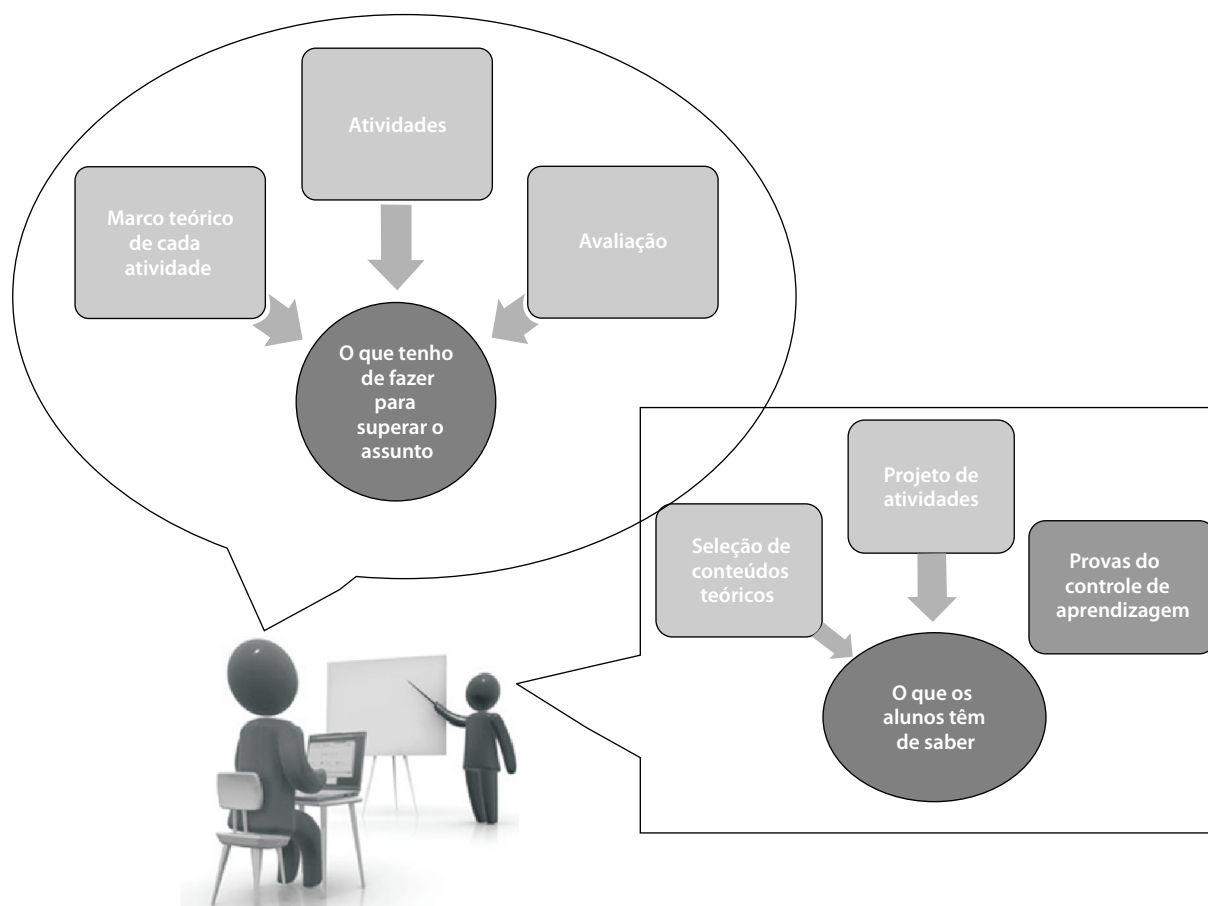 Atividades
Marco teórico
de cada
atividade
Avaliação
O que tenho
de fazer
para
superar o
assunto
Projeto de
atividades
Seleção de
conteúdos
teóricos
Provas do
controle de
aprendizagem
O que os
alunos têm
de saber